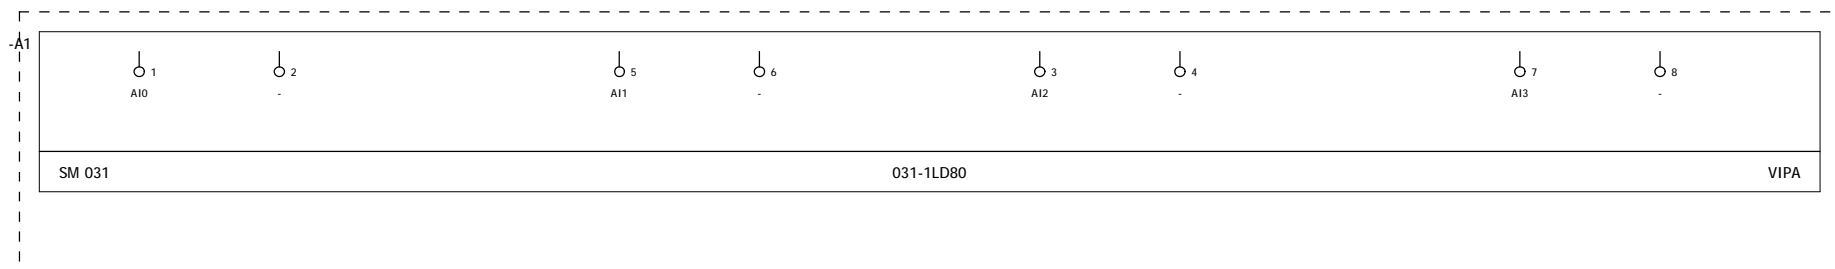 -A1
1 2 5 6 3 4 7 8
AI0 - AI1 - AI2 - AI3 -
SM 031 031-1LD80 VIPA